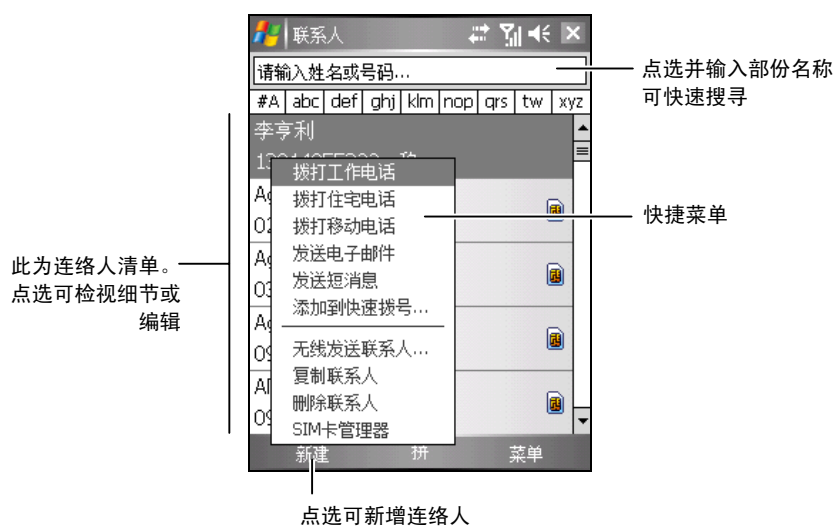 联系人
请输入姓名或号码...
#A abc def ghj klm nop qrs tw xyz
李亨利
拨打工作电话
拨打住宅电话
拨打移动电话
发送电子邮件
发送短消息
添加到快速拨号...
无线发送联系人...
复制联系人
删除联系人
SIM卡管理器
新建 拼 菜单
点选并输入部份名称
可快速搜寻
快捷菜单
此为连络人清单。
点选可检视细节或
编辑
点选可新增连络人